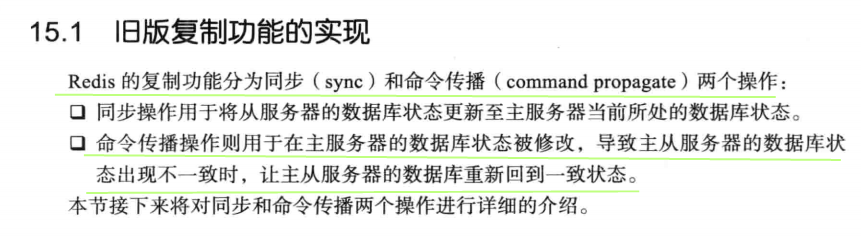 15.1 旧版复制功能的实现
Redis 的复制功能分为同步（sync）和命令传播（command propagate）两个操作：
❑ 同步操作用于将从服务器的数据库状态更新至主服务器当前所处的数据库状态。
❑ 命令传播操作则用于在主服务器的数据库状态被修改，导致主从服务器的数据库状
态出现不一致时，让主从服务器的数据库重新回到一致状态。
本节接下来将对同步和命令传播两个操作进行详细的介绍。